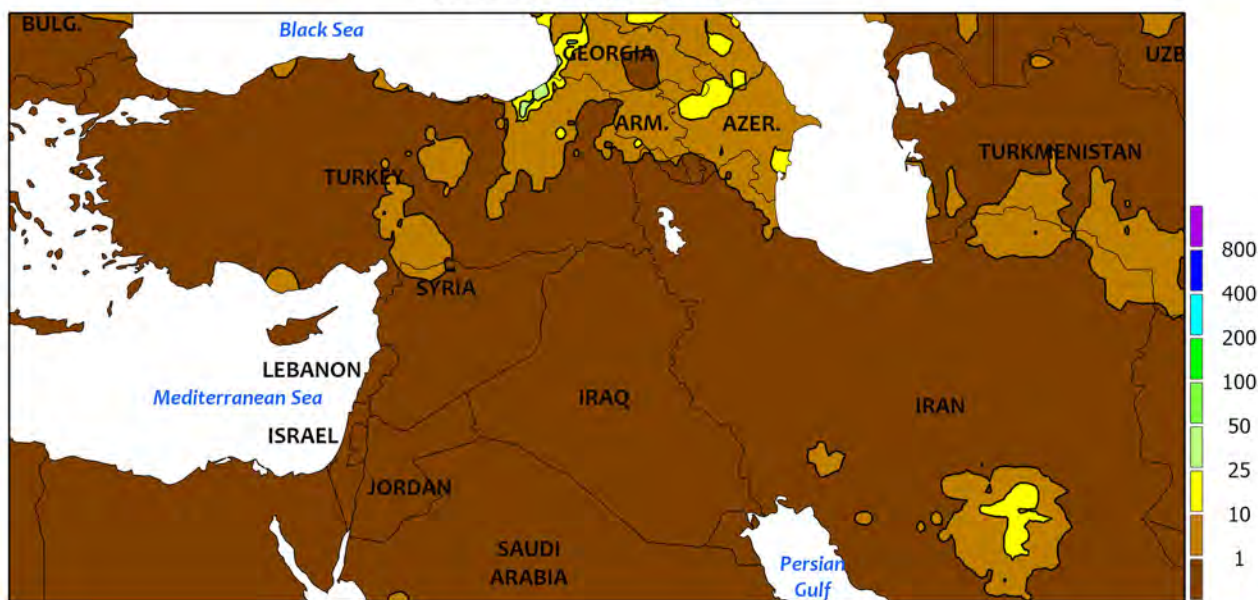 BULG.
Black Sea
GEORGIA
UZB
ARM.
AZER.
TURKMENISTAN
TURKEY
SYRIA
LEBANON
Mediterranean Sea
IRAQ
IRAN
ISRAEL
JORDAN
SAUDI
ARABIA
Persian
Gulf
800
400
200
100
50
25
10
1